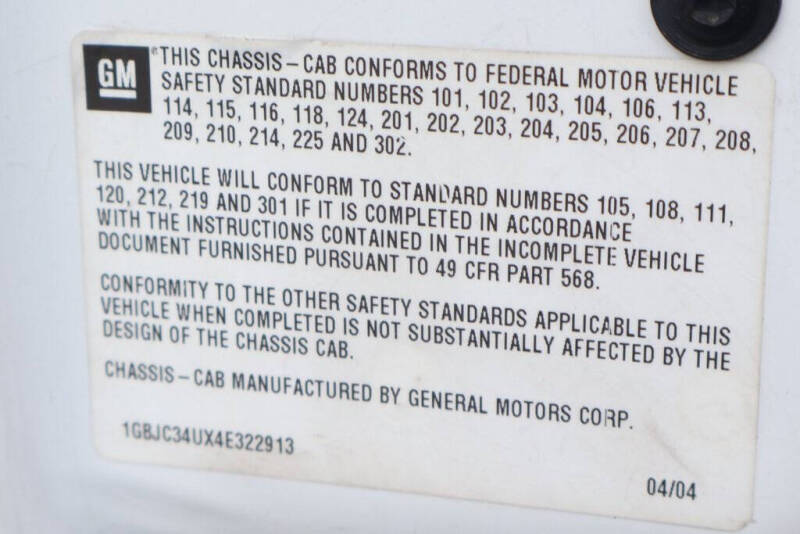 GM
THIS CHASSIS-CAB CONFORMS TO FEDERAL MOTOR VEHICLE
SAFETY STANDARD NUMBERS 101, 102, 103, 104, 106, 113,
114, 115, 116, 118, 124, 201, 202, 203, 204, 205, 206, 207, 208,
209, 210, 214, 225 AND 302.
THIS VEHICLE WILL CONFORM TO STANDARD NUMBERS 105, 108, 111,
120, 212, 219 AND 301 IF IT IS COMPLETED IN ACCORDANCE
WITH THE INSTRUCTIONS CONTAINED IN THE INCOMPLETE VEHICLE
DOCUMENT FURNISHED PURSUANT TO 49 CFR PART 568.
CONFORMITY TO THE OTHER SAFETY STANDARDS APPLICABLE TO THIS
VEHICLE WHEN COMPLETED IS NOT SUBSTANTIALLY AFFECTED BY THE
DESIGN OF THE CHASSIS CAB.
CHASSIS-CAB MANUFACTURED BY GENERAL MOTORS CORP.
1GBJC34UX4E322913
04/04